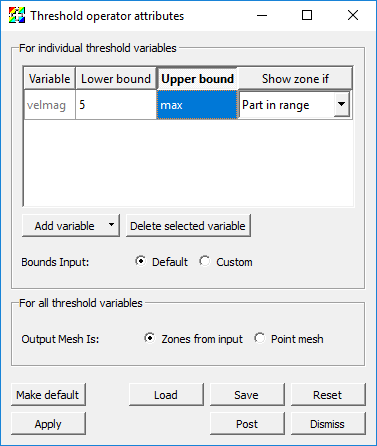 Threshold operator attributes
For individual threshold variables
Variable Lower bound Upper bound Show zone if
velmag 5 max Part in range
Add variable Delete selected variable
Bounds Input: Default Custom
For all threshold variables
Output Mesh Is: Zones from input Point mesh
Make default Load Save Reset
Apply Post Dismiss